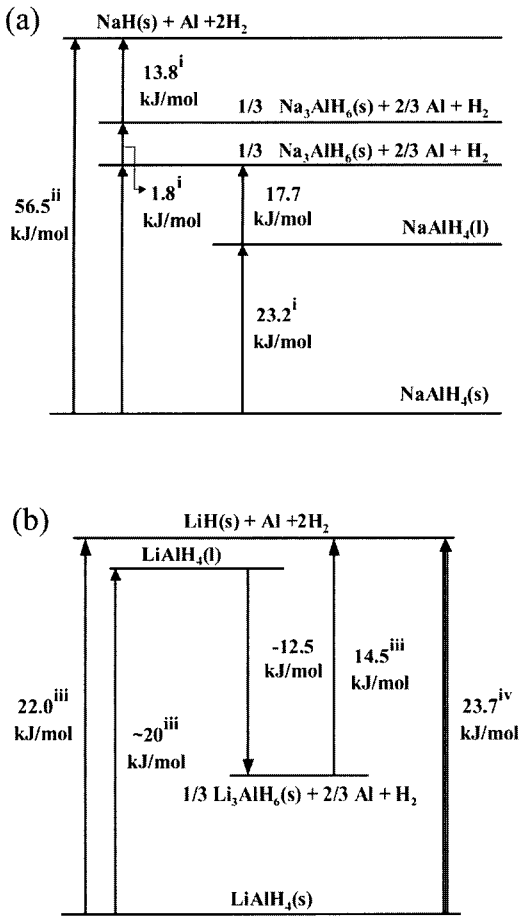 (a)
NaH(s) + Al +2H₂
13.8ⁱ
kJ/mol
1/3 Na₃AlH₆(s) + 2/3 Al + H₂
1/3 Na₃AlH₆(s) + 2/3 Al + H₂
56.5ⁱⁱ
kJ/mol
1.8ⁱ
kJ/mol
17.7
kJ/mol
NaAlH₄(l)
23.2ⁱ
kJ/mol
NaAlH₄(s)
(b)
LiH(s) + Al +2H₂
LiAlH₄(l)
-12.5
kJ/mol
14.5ⁱⁱⁱ
kJ/mol
22.0ⁱⁱⁱ
kJ/mol
~20ⁱⁱⁱ
kJ/mol
23.7ⁱᵛ
kJ/mol
1/3 Li₃AlH₆(s) + 2/3 Al + H₂
LiAlH₄(s)